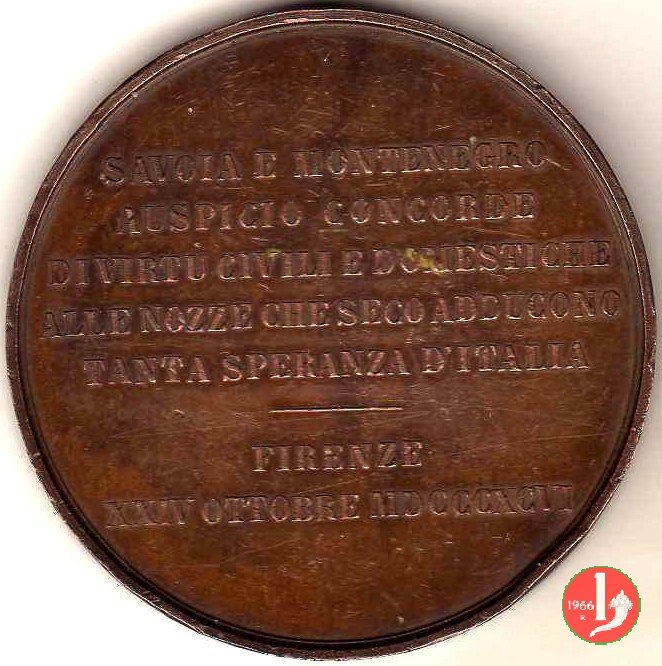 SAVOIA E MONTENEGRO
AUSPICIO CONCORDE
DI VIRTU CIVILI E DOMESTICHE
ALLE NOZZE CHE SECO ADDUCONO
TANTA SPERANZA D'ITALIA
FIRENZE
XXIV OTTOBRE MDCCCXCVI
1966
R